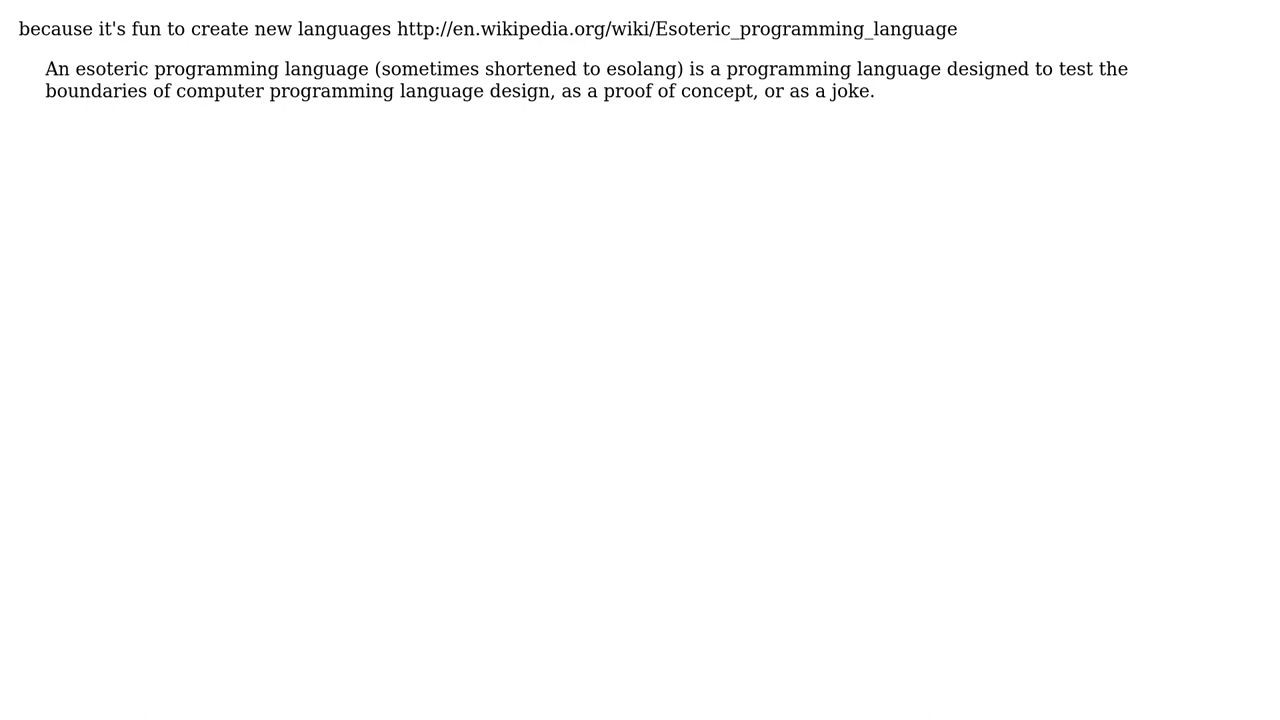 because it's fun to create new languages http://en.wikipedia.org/wiki/Esoteric_programming_language
An esoteric programming language (sometimes shortened to esolang) is a programming language designed to test the
boundaries of computer programming language design, as a proof of concept, or as a joke.